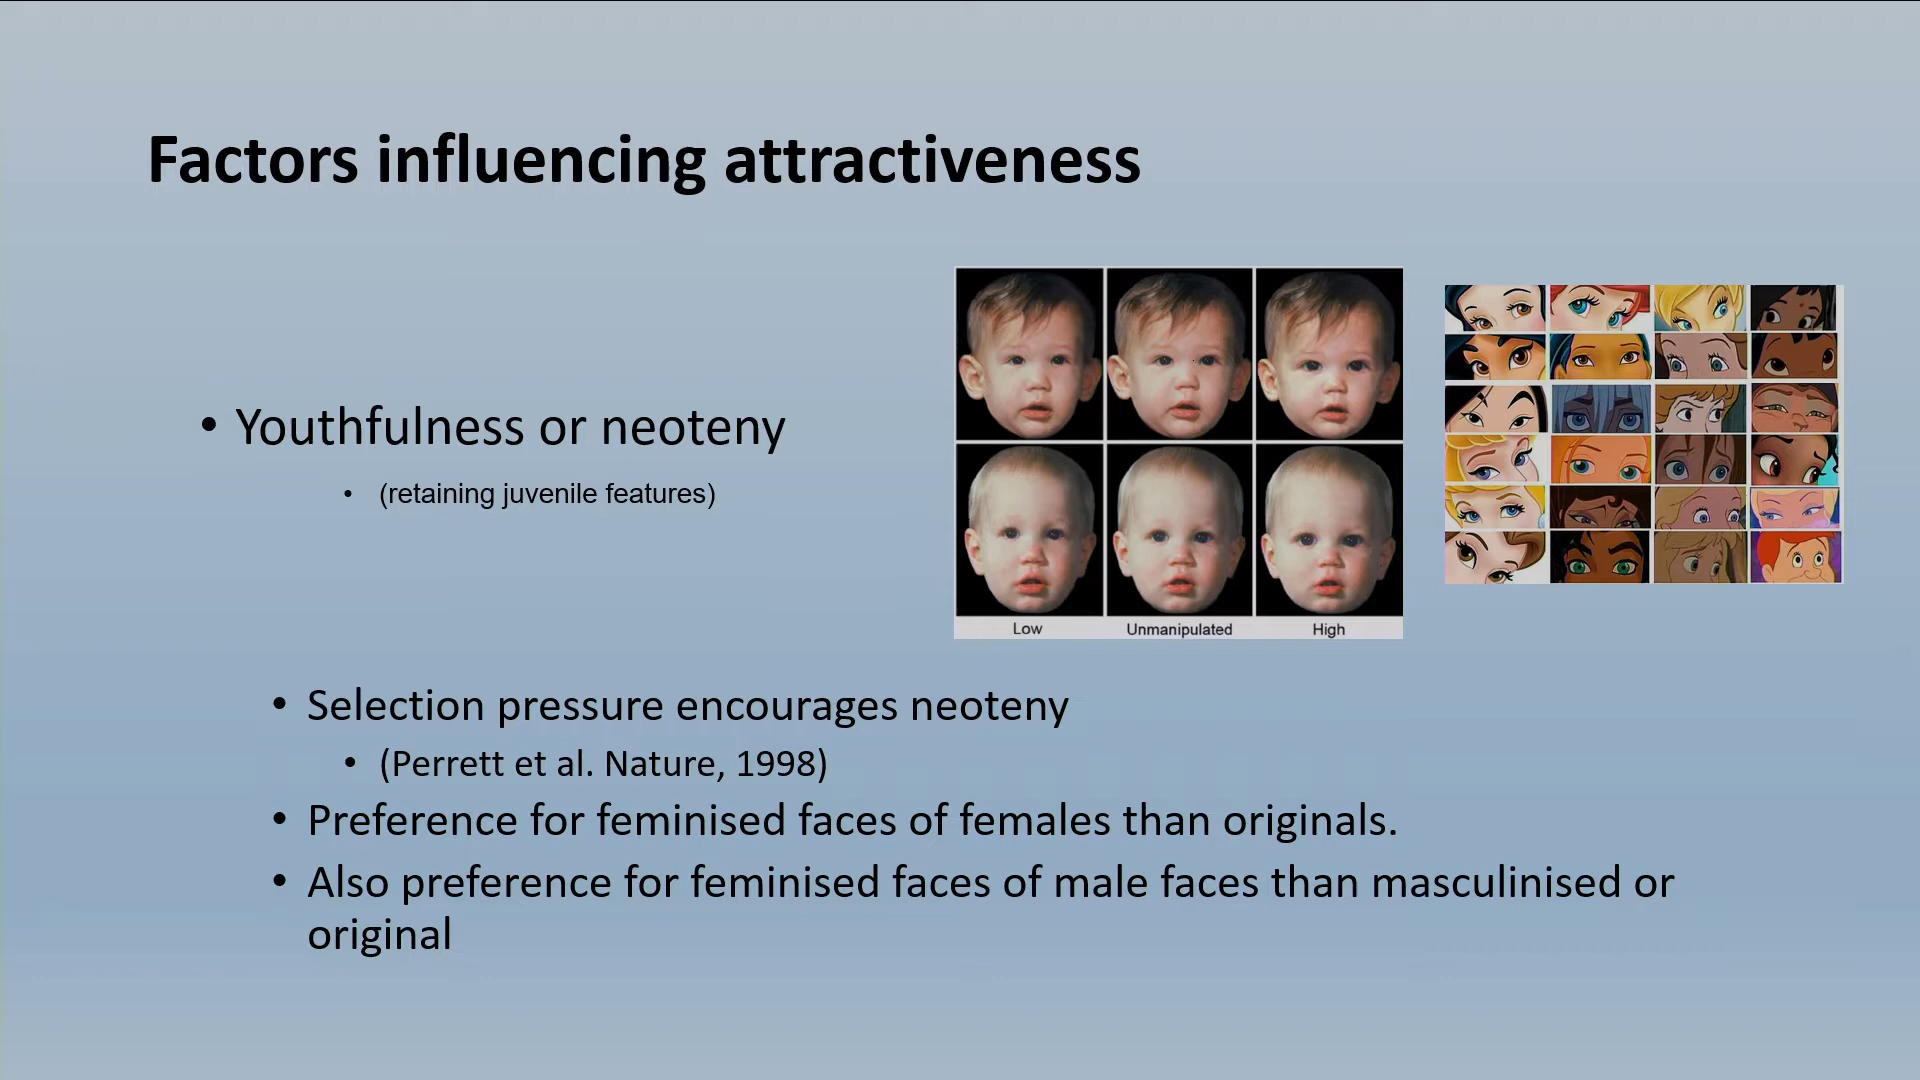 Factors influencing attractiveness
• Youthfulness or neoteny
• (retaining juvenile features)
Low Unmanipulated High
• Selection pressure encourages neoteny
• (Perrett et al. Nature, 1998)
• Preference for feminised faces of females than originals.
• Also preference for feminised faces of male faces than masculinised or
original